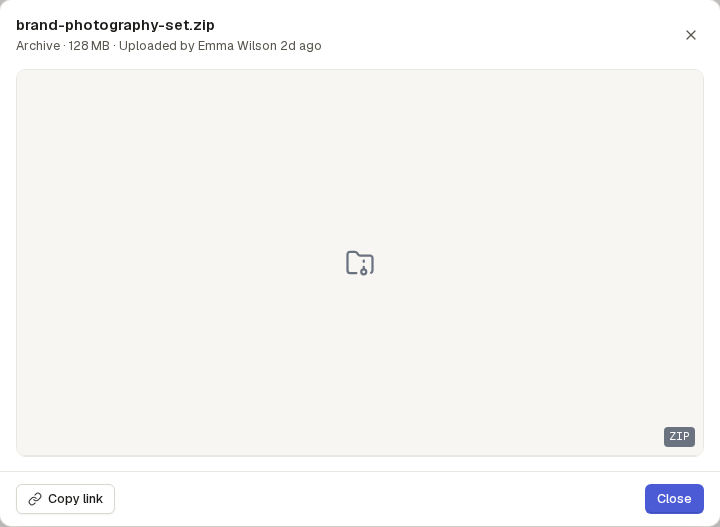 brand-photography-set.zip
Archive · 128 MB · Uploaded by Emma Wilson 2d ago
ZIP
Copy link
Close